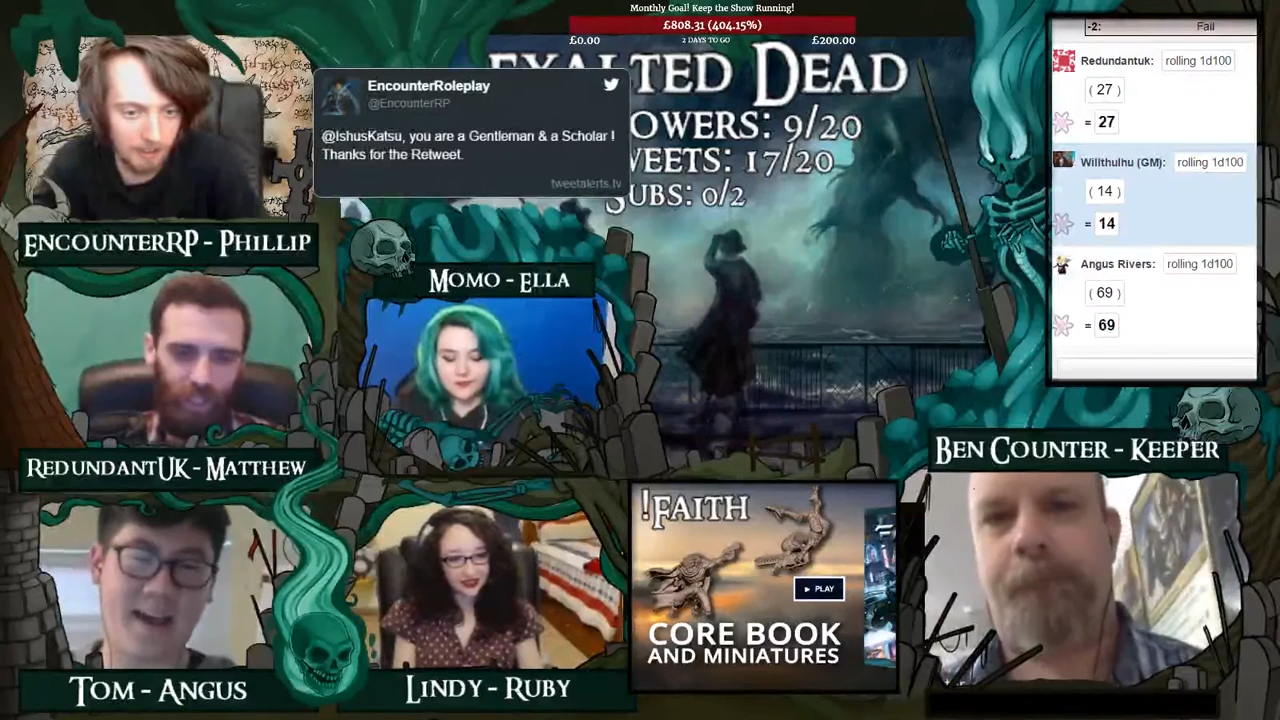 Monthly Goal! Keep the Show Running!
£808.31 (404.15%)
£0.00
2 DAYS TO GO
£200.00
EXALTED DEAD
OWERS: 9/20
WEETS: 17/20
SUBS: 0/2
EncounterRoleplay
@EncounterRP
@IshusKatsu, you are a Gentleman & a Scholar !
Thanks for the Retweet.
tweetalerts.tv
-2:
Fail
Redundantuk: rolling 1d100
( 27 )
= 27
Willthulhu (GM): rolling 1d100
( 14 )
= 14
Angus Rivers: rolling 1d100
( 69 )
= 69
ENCOUNTERRP - PHILLIP
MOMO - ELLA
REDUNDANTUK - MATTHEW
BEN COUNTER - KEEPER
!FAITH
PLAY
CORE BOOK
AND MINIATURES
TOM - ANGUS
LINDY - RUBY